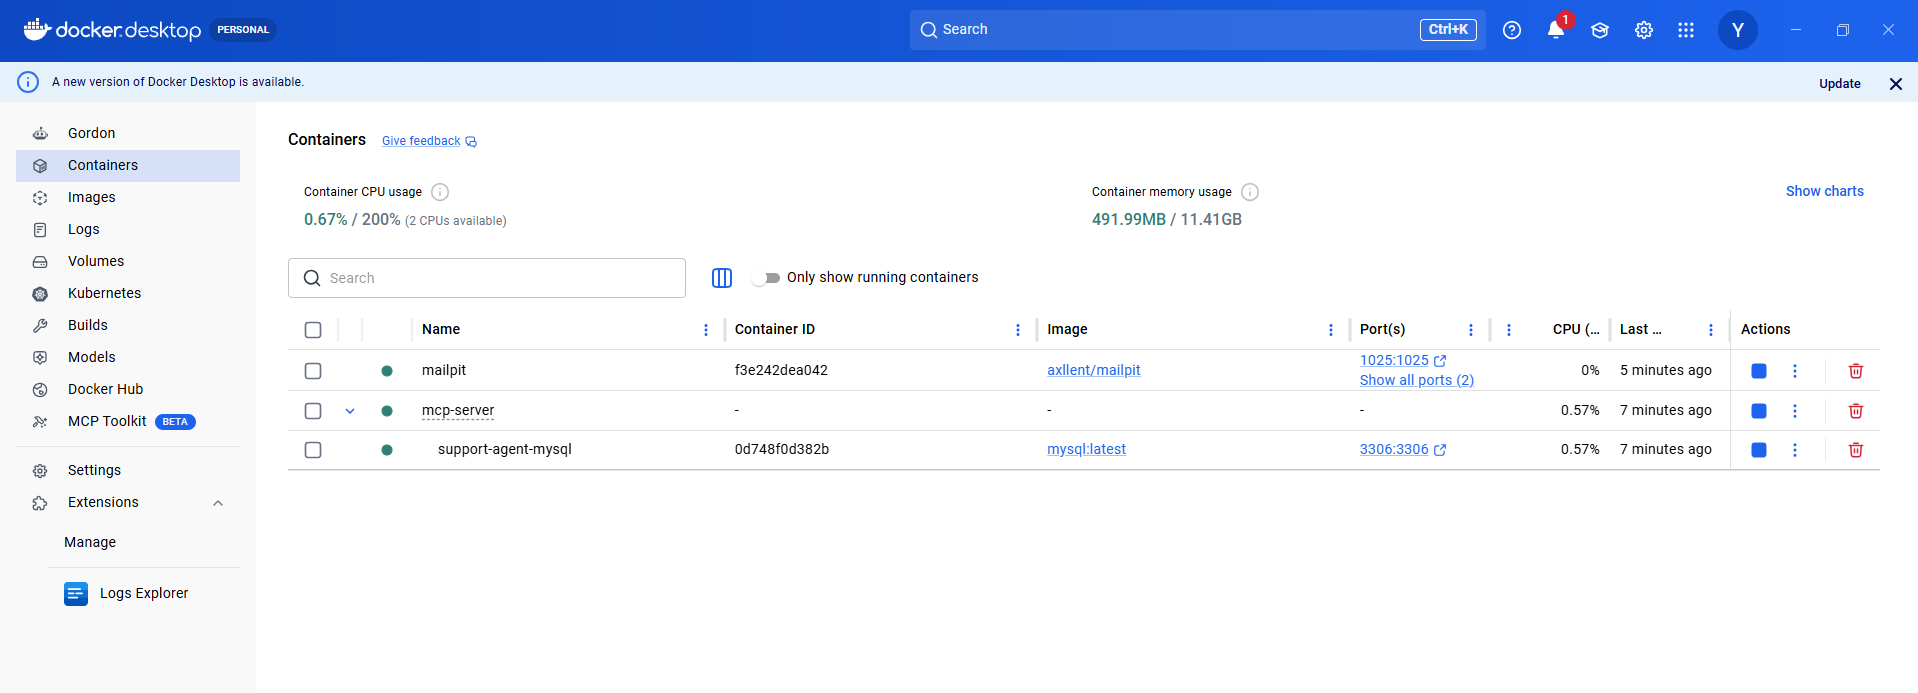 docker.desktop PERSONAL
Search Ctrl+K
1
Y
A new version of Docker Desktop is available.
Update
Gordon
Containers
Images
Logs
Volumes
Kubernetes
Builds
Models
Docker Hub
MCP Toolkit BETA
Settings
Extensions
Manage
Logs Explorer
Containers Give feedback
Container CPU usage
0.67% / 200% (2 CPUs available)
Container memory usage
491.99MB / 11.41GB
Show charts
Search
Only show running containers
Name Container ID Image Port(s) CPU (... Last ... Actions
mailpit f3e242dea042 axllent/mailpit 1025:1025 0% 5 minutes ago
Show all ports (2)
mcp-server - - - 0.57% 7 minutes ago
support-agent-mysql 0d748f0d382b mysql:latest 3306:3306 0.57% 7 minutes ago